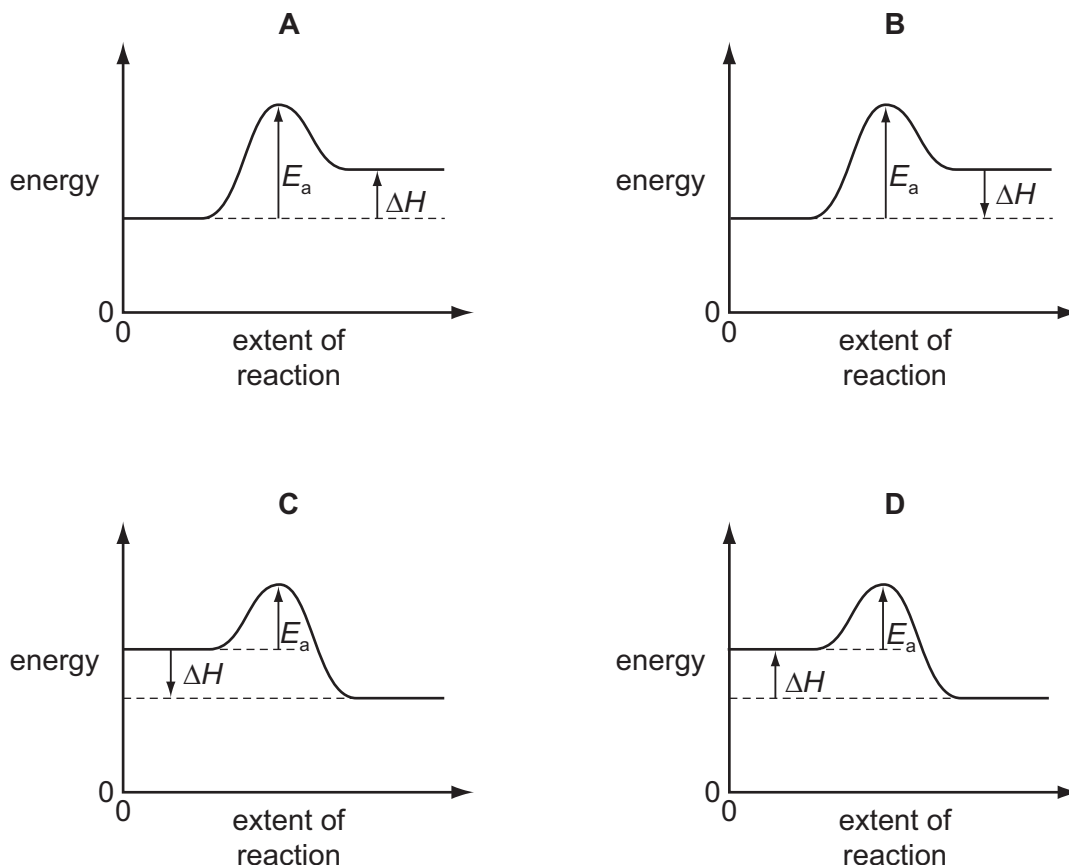 A
energy
E a
ΔH
0
0
extent of
reaction
B
energy
E a
ΔH
0
0
extent of
reaction
C
energy
E a
ΔH
0
0
extent of
reaction
D
energy
E a
ΔH
0
0
extent of
reaction